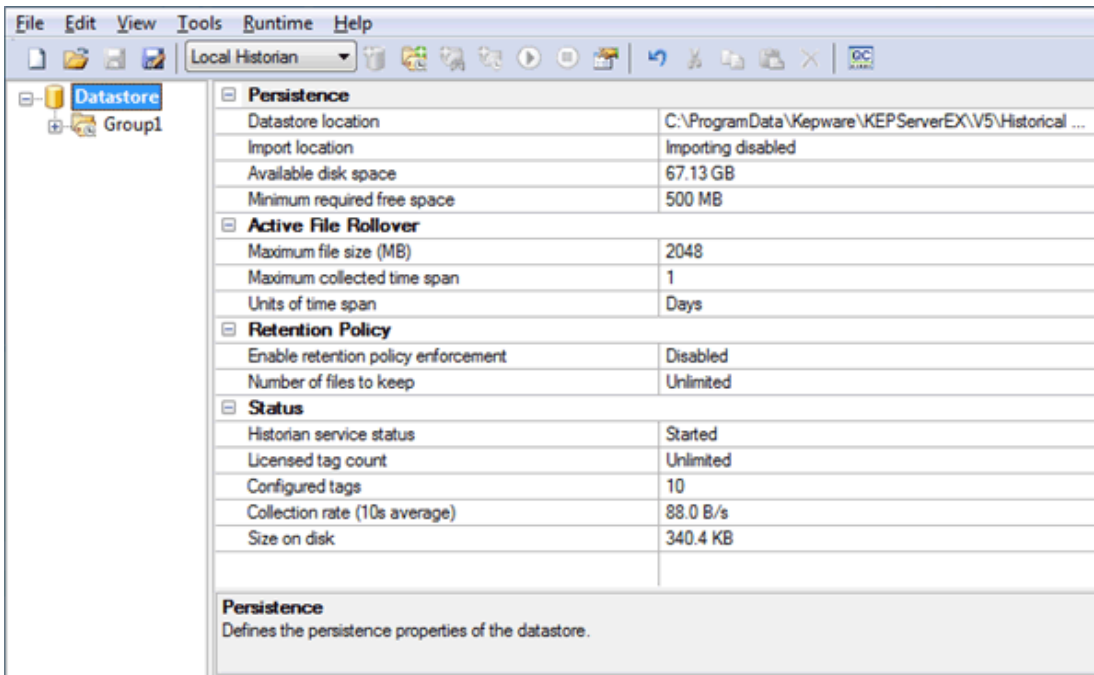 File Edit View Tools Runtime Help
Local Historian
Datastore
Group1
Persistence
Datastore location C:\ProgramData\Kepware\KEPServerEX\V5\Historical ...
Import location Importing disabled
Available disk space 67.13 GB
Minimum required free space 500 MB
Active File Rollover
Maximum file size (MB) 2048
Maximum collected time span 1
Units of time span Days
Retention Policy
Enable retention policy enforcement Disabled
Number of files to keep Unlimited
Status
Historian service status Started
Licensed tag count Unlimited
Configured tags 10
Collection rate (10s average) 88.0 B/s
Size on disk 340.4 KB
Persistence
Defines the persistence properties of the datastore.